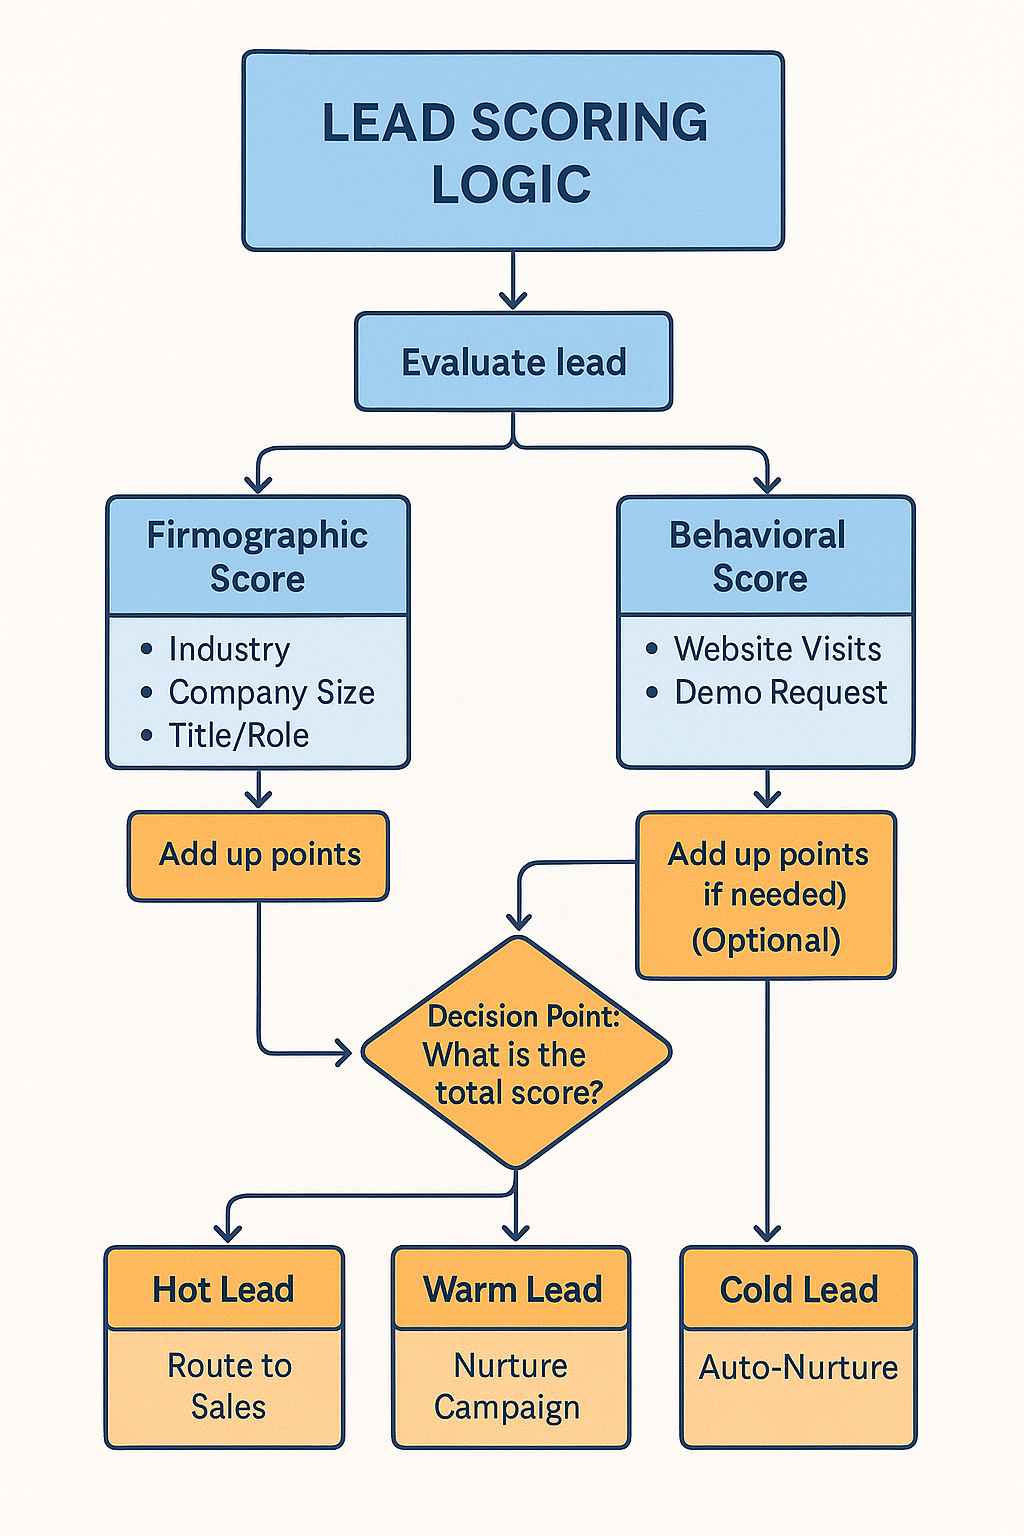 LEAD SCORING
LOGIC
Evaluate lead
Firmographic
Score
• Industry
• Company Size
• Title/Role
Behavioral
Score
• Website Visits
• Demo Request
Add up points
Add up points
if needed)
(Optional)
Decision Point:
What is the
total score?
Hot Lead
Route to
Sales
Warm Lead
Nurture
Campaign
Cold Lead
Auto-Nurture